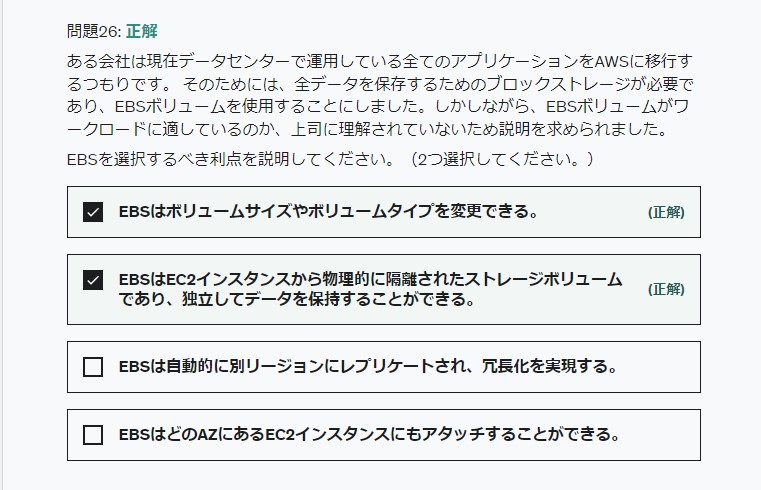 問題26: 正解
ある会社は現在データセンターで運用している全てのアプリケーションをAWSに移行す
るつもりです。 そのためには、全データを保存するためのブロックストレージが必要で
あり、EBSボリュームを使用することにしました。しかしながら、EBSボリュームがワ
ークロードに適しているのか、上司に理解されていないため説明を求められました。
EBSを選択するべき利点を説明してください。（2つ選択してください。）
EBSはボリュームサイズやボリュームタイプを変更できる。 (正解)
EBSはEC2インスタンスから物理的に隔離されたストレージボリューム
であり、独立してデータを保持することができる。 (正解)
EBSは自動的に別リージョンにレプリケートされ、冗長化を実現する。
EBSはどのAZにあるEC2インスタンスにもアタッチすることができる。